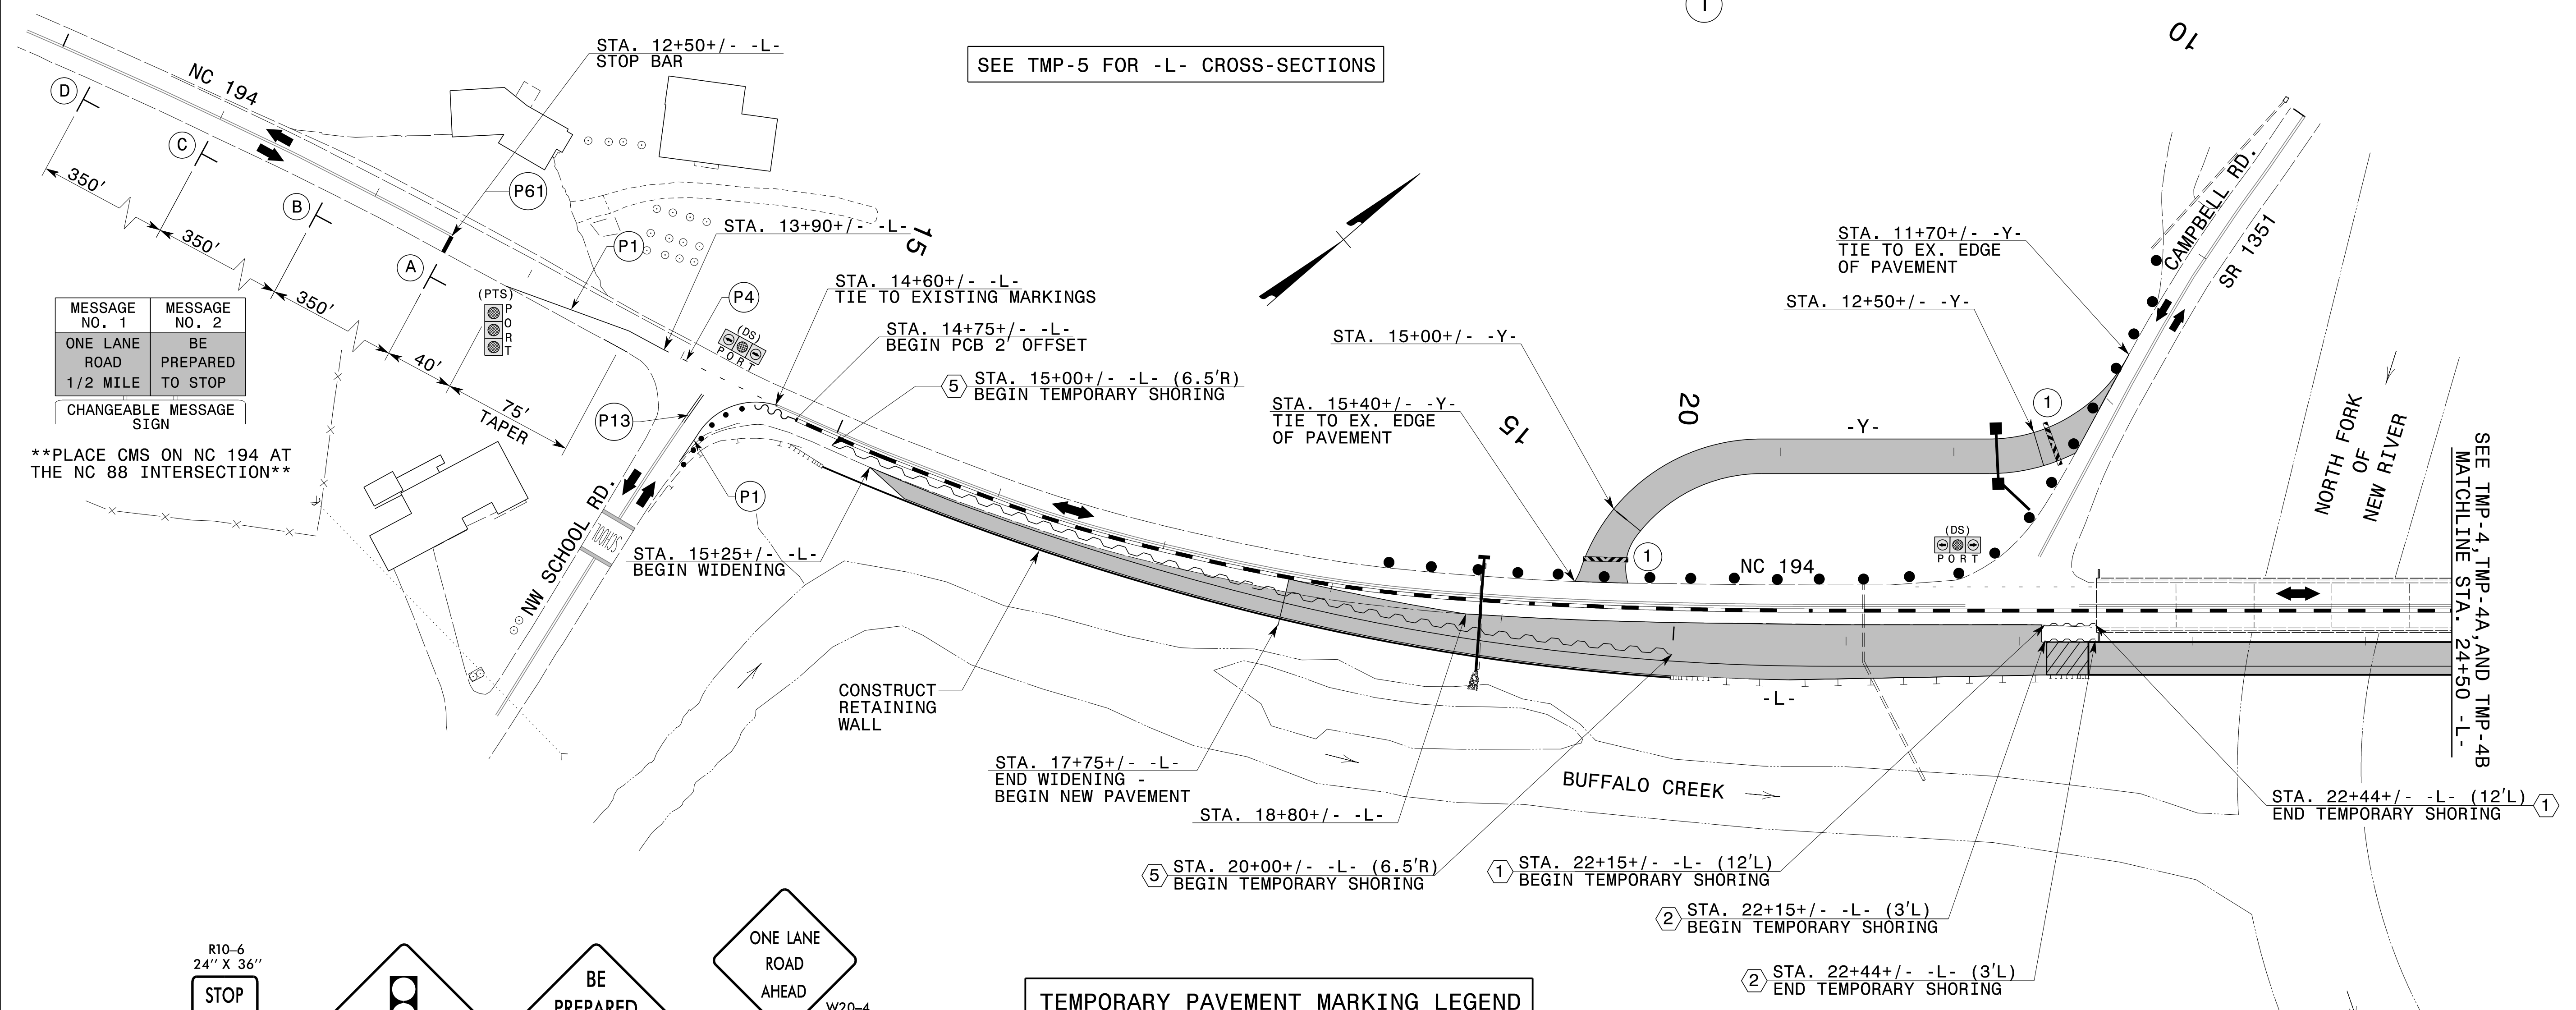 1
10
STA. 12+50+/- -L-
STOP BAR
SEE TMP-5 FOR -L- CROSS-SECTIONS
NC 194
D
C
B
A
350'
350'
350'
40'
75'
TAPER
P61
P1
STA. 13+90+/- -L-
15
(PTS)
PORT
P4
(DS)
PORT
STA. 14+60+/- -L-
TIE TO EXISTING MARKINGS
STA. 14+75+/- -L-
BEGIN PCB 2' OFFSET
5
STA. 15+00+/- -L- (6.5'R)
BEGIN TEMPORARY SHORING
MESSAGE
NO. 1
MESSAGE
NO. 2
ONE LANE
ROAD
1/2 MILE
BE
PREPARED
TO STOP
CHANGEABLE MESSAGE
SIGN
**PLACE CMS ON NC 194 AT
THE NC 88 INTERSECTION**
P13
P1
NW SCHOOL RD.
SCHOOL
STA. 15+25+/- -L-
BEGIN WIDENING
CONSTRUCT
RETAINING
WALL
STA. 17+75+/- -L-
END WIDENING -
BEGIN NEW PAVEMENT
STA. 18+80+/- -L-
5
STA. 20+00+/- -L- (6.5'R)
BEGIN TEMPORARY SHORING
1
STA. 22+15+/- -L- (12'L)
BEGIN TEMPORARY SHORING
2
STA. 22+15+/- -L- (3'L)
BEGIN TEMPORARY SHORING
2
STA. 22+44+/- -L- (3'L)
END TEMPORARY SHORING
STA. 22+44+/- -L- (12'L)
END TEMPORARY SHORING
1
STA. 15+00+/- -Y-
STA. 15+40+/- -Y-
TIE TO EX. EDGE
OF PAVEMENT
15
20
-Y-
STA. 11+70+/- -Y-
TIE TO EX. EDGE
OF PAVEMENT
STA. 12+50+/- -Y-
1
1
(DS)
PORT
NC 194
-L-
CAMPBELL RD.
SR 1351
NORTH FORK
OF
NEW RIVER
BUFFALO CREEK
SEE TMP-4,TMP-4A,AND TMP-4B
MATCHLINE STA. 24+50 -L-
R10-6
24" X 36"
STOP
BE
PREPARED
ONE LANE
ROAD
AHEAD
W20-4
TEMPORARY PAVEMENT MARKING LEGEND